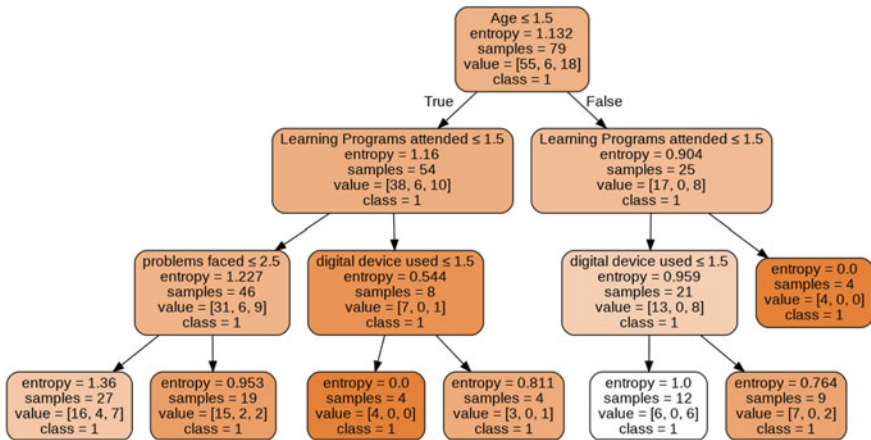 Age ≤ 1.5
entropy = 1.132
samples = 79
value = [55, 6, 18]
class = 1
True
False
Learning Programs attended ≤ 1.5
entropy = 1.16
samples = 54
value = [38, 6, 10]
class = 1
Learning Programs attended ≤ 1.5
entropy = 0.904
samples = 25
value = [17, 0, 8]
class = 1
problems faced ≤ 2.5
entropy = 1.227
samples = 46
value = [31, 6, 9]
class = 1
digital device used ≤ 1.5
entropy = 0.544
samples = 8
value = [7, 0, 1]
class = 1
digital device used ≤ 1.5
entropy = 0.959
samples = 21
value = [13, 0, 8]
class = 1
entropy = 0.0
samples = 4
value = [4, 0, 0]
class = 1
entropy = 1.36
samples = 27
value = [16, 4, 7]
class = 1
entropy = 0.953
samples = 19
value = [15, 2, 2]
class = 1
entropy = 0.0
samples = 4
value = [4, 0, 0]
class = 1
entropy = 0.811
samples = 4
value = [3, 0, 1]
class = 1
entropy = 1.0
samples = 12
value = [6, 0, 6]
class = 1
entropy = 0.764
samples = 9
value = [7, 0, 2]
class = 1